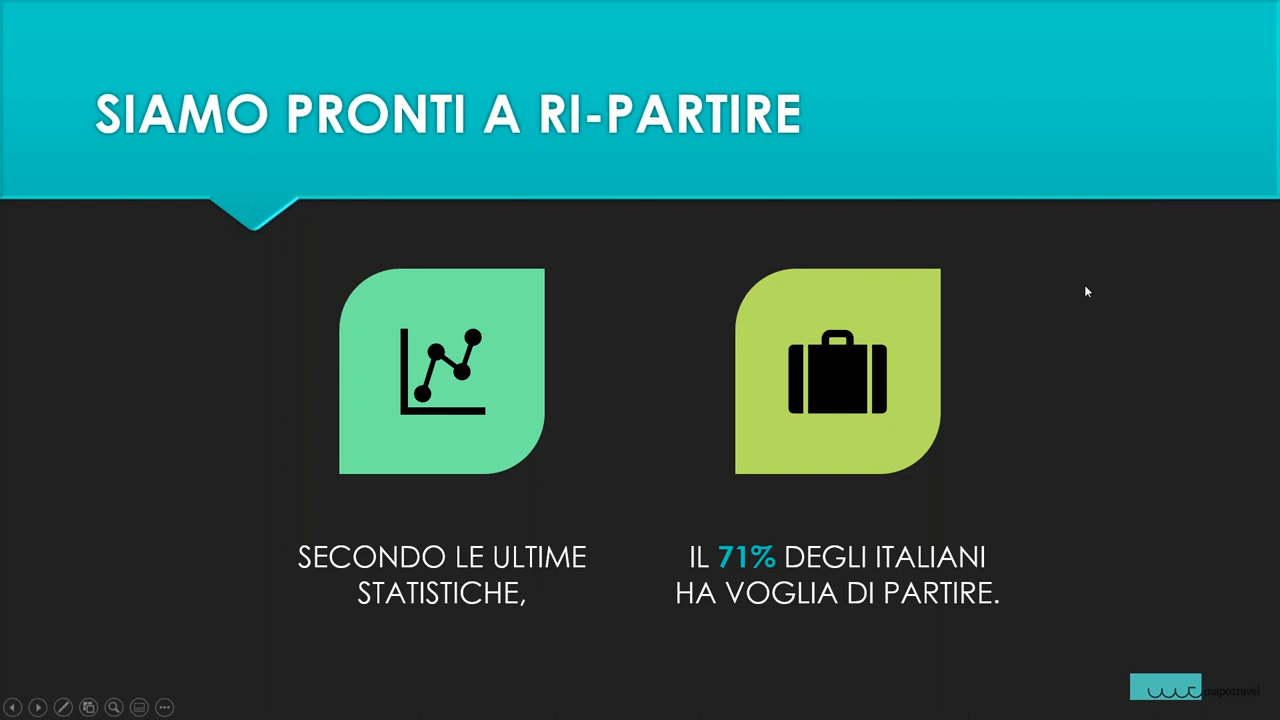 SIAMO PRONTI A RI-PARTIRE
SECONDO LE ULTIME
STATISTICHE,
IL 71% DEGLI ITALIANI
HA VOGLIA DI PARTIRE.
mapotravel